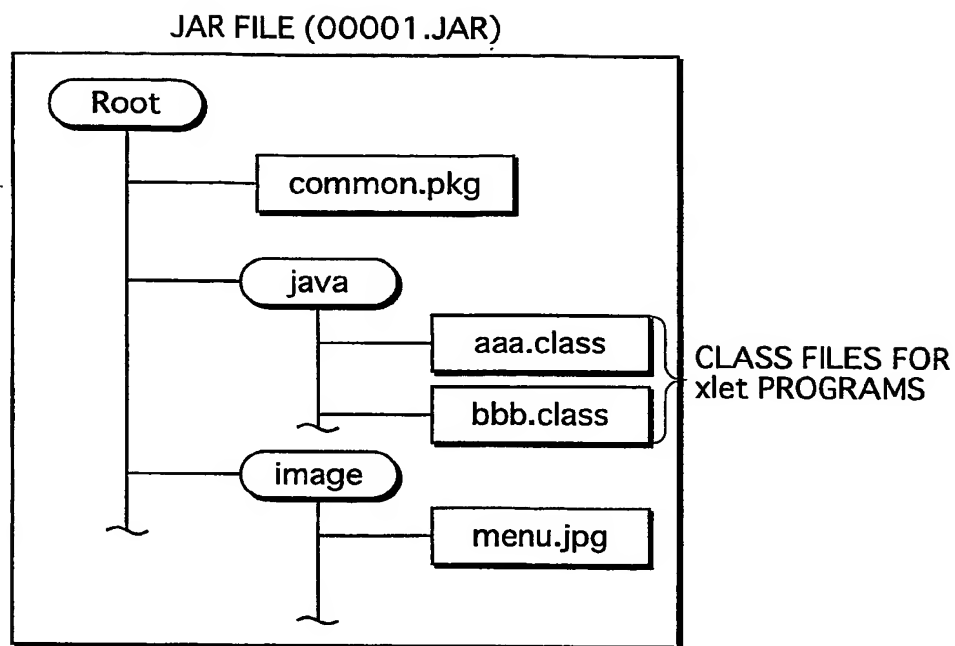 JAR FILE (00001.JAR)
Root
common.pkg
java
aaa.class
bbb.class
CLASS FILES FOR
xlet PROGRAMS
image
menu.jpg